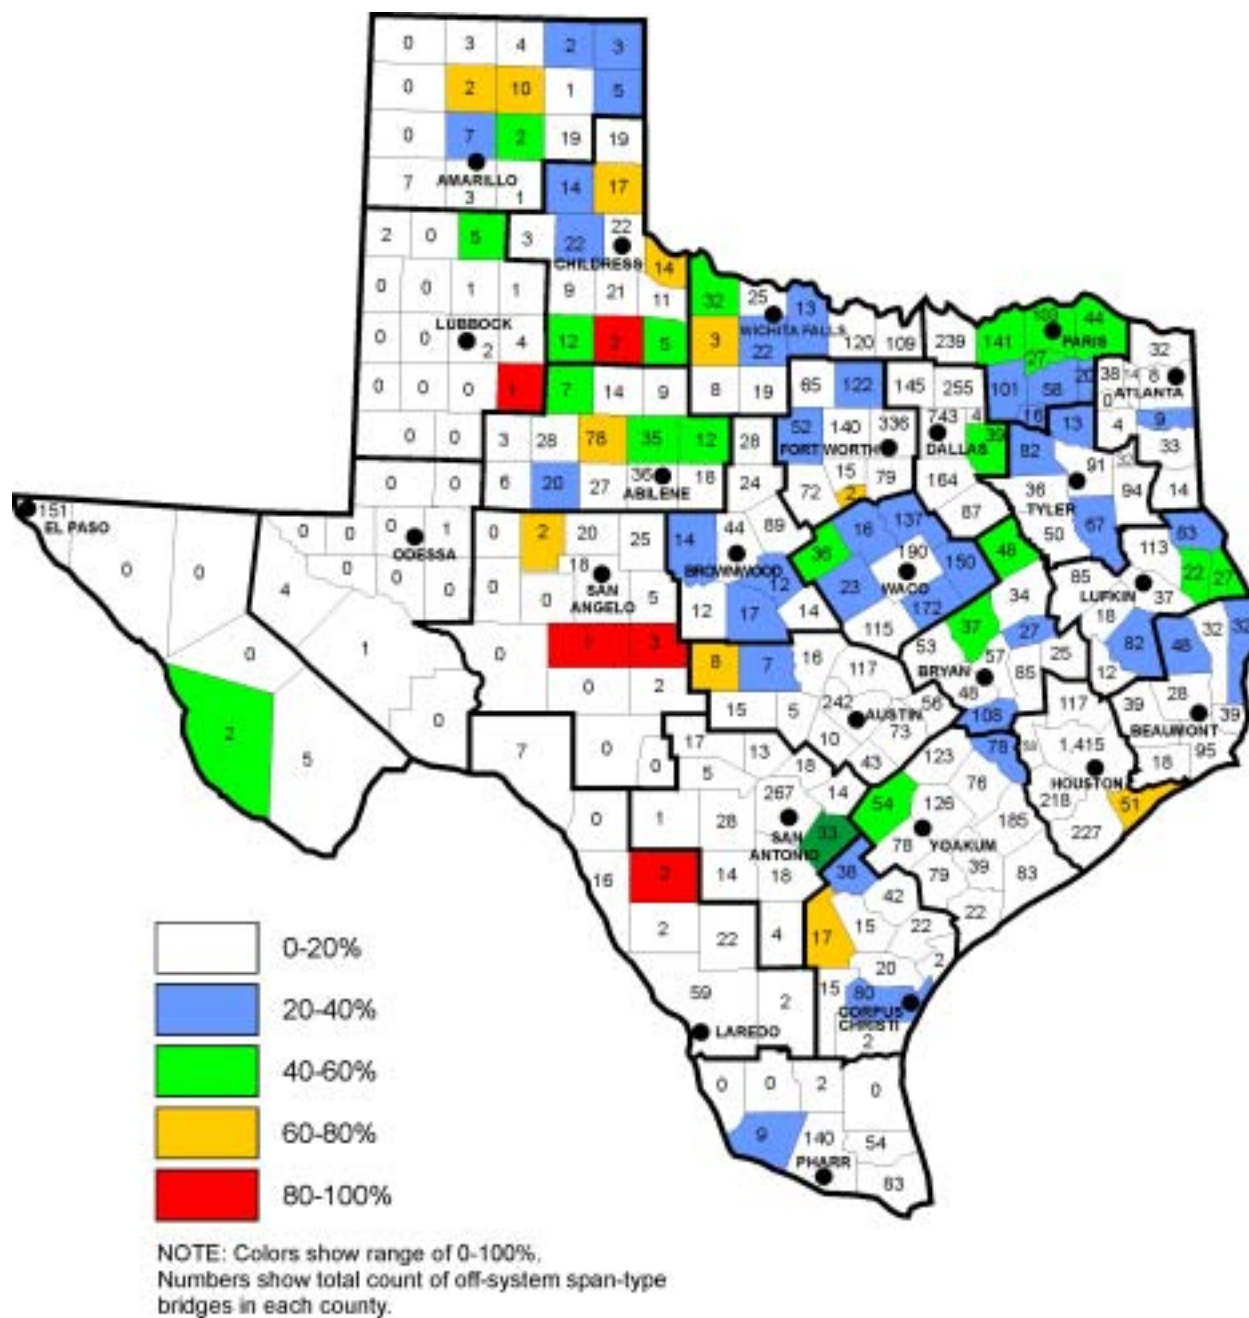 0 3 4 2 3
0 2 10 1 5
0 7 2 19 19
AMARILLO
7 3 1 14 17
2 0 5 3 22 22
CHILDRESS
14
0 0 1 1 9 21 11 32 25 13
LUBBOCK
WICHITA FALLS
0 0 2 4 12 5 3 22 120 109 239 141 27 44
PARIS
32
0 0 0 7 14 9 8 19 65 122 145 255 101 58 20 38 14 8
ATLANTA
0 0 3 28 78 35 12 28 52 140 336 743 4 39 16 13 0 4 9
FORT WORTH
DALLAS
82 33
0 0 6 20 27 36 18 24 72 15 2 79 164 36 91 94 14
ABILENE
TYLER
151
EL PASO
0 0 0 0 0 1
ODESSA
0 2 20 25 14 44 89 16 137 87 50 67 83
BROWNWOOD
36 190 150 48 113
WACO
0 0 4 0 0 0 0 0 18 5 12 17 12 14 23 172 34 85 37 22 27
SAN
ANGELO
LUFKIN
1 0 115 53 37 27 18 82 48 32 32
0 1 3 8 7 16 117 57 85 25 12
BRYAN
48
0 2 15 5 242 56 108 117 39 28 39
AUSTIN
BEAUMONT
2 5 0 7 0 0 17 5 13 18 10 73 43 123 78 1,415 18 95
HOUSTON
0 1 28 267 14 54 126 76 185 218 227 51
SAN
ANTONIO
33
YOAKUM
78
16 14 18 38 79 39 83
2 22 4 17 15 42 22 22
20 2
59 2 15 80
CORPUS
CHRISTI
LAREDO
2
0 0 2 0
9 140 54
PHARR
83
0-20%
20-40%
40-60%
60-80%
80-100%
NOTE: Colors show range of 0-100%.
Numbers show total count of off-system span-type
bridges in each county.